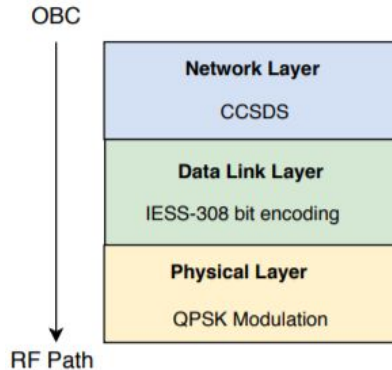 OBC
Network Layer
CCSDS
Data Link Layer
IESS-308 bit encoding
Physical Layer
QPSK Modulation
RF Path